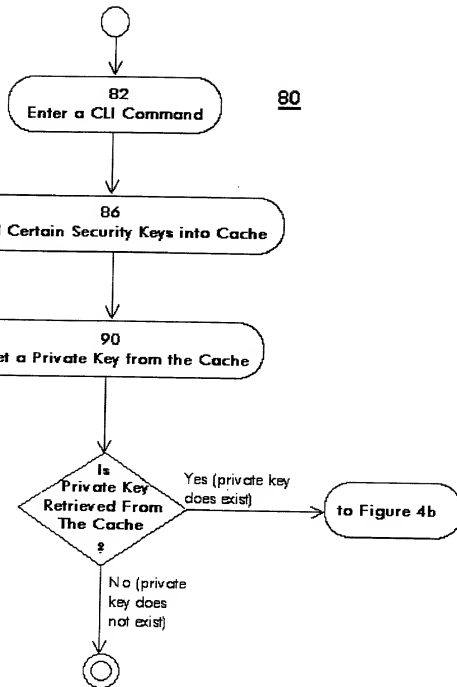 82
Enter a CLI Command
80
86
Certain Security Keys into Cache
90
a Private Key from the Cache
Is
Private Key
Retrieved From
The Cache
?
Yes (private key
does exist)
to Figure 4b
No (private
key does
not exist)